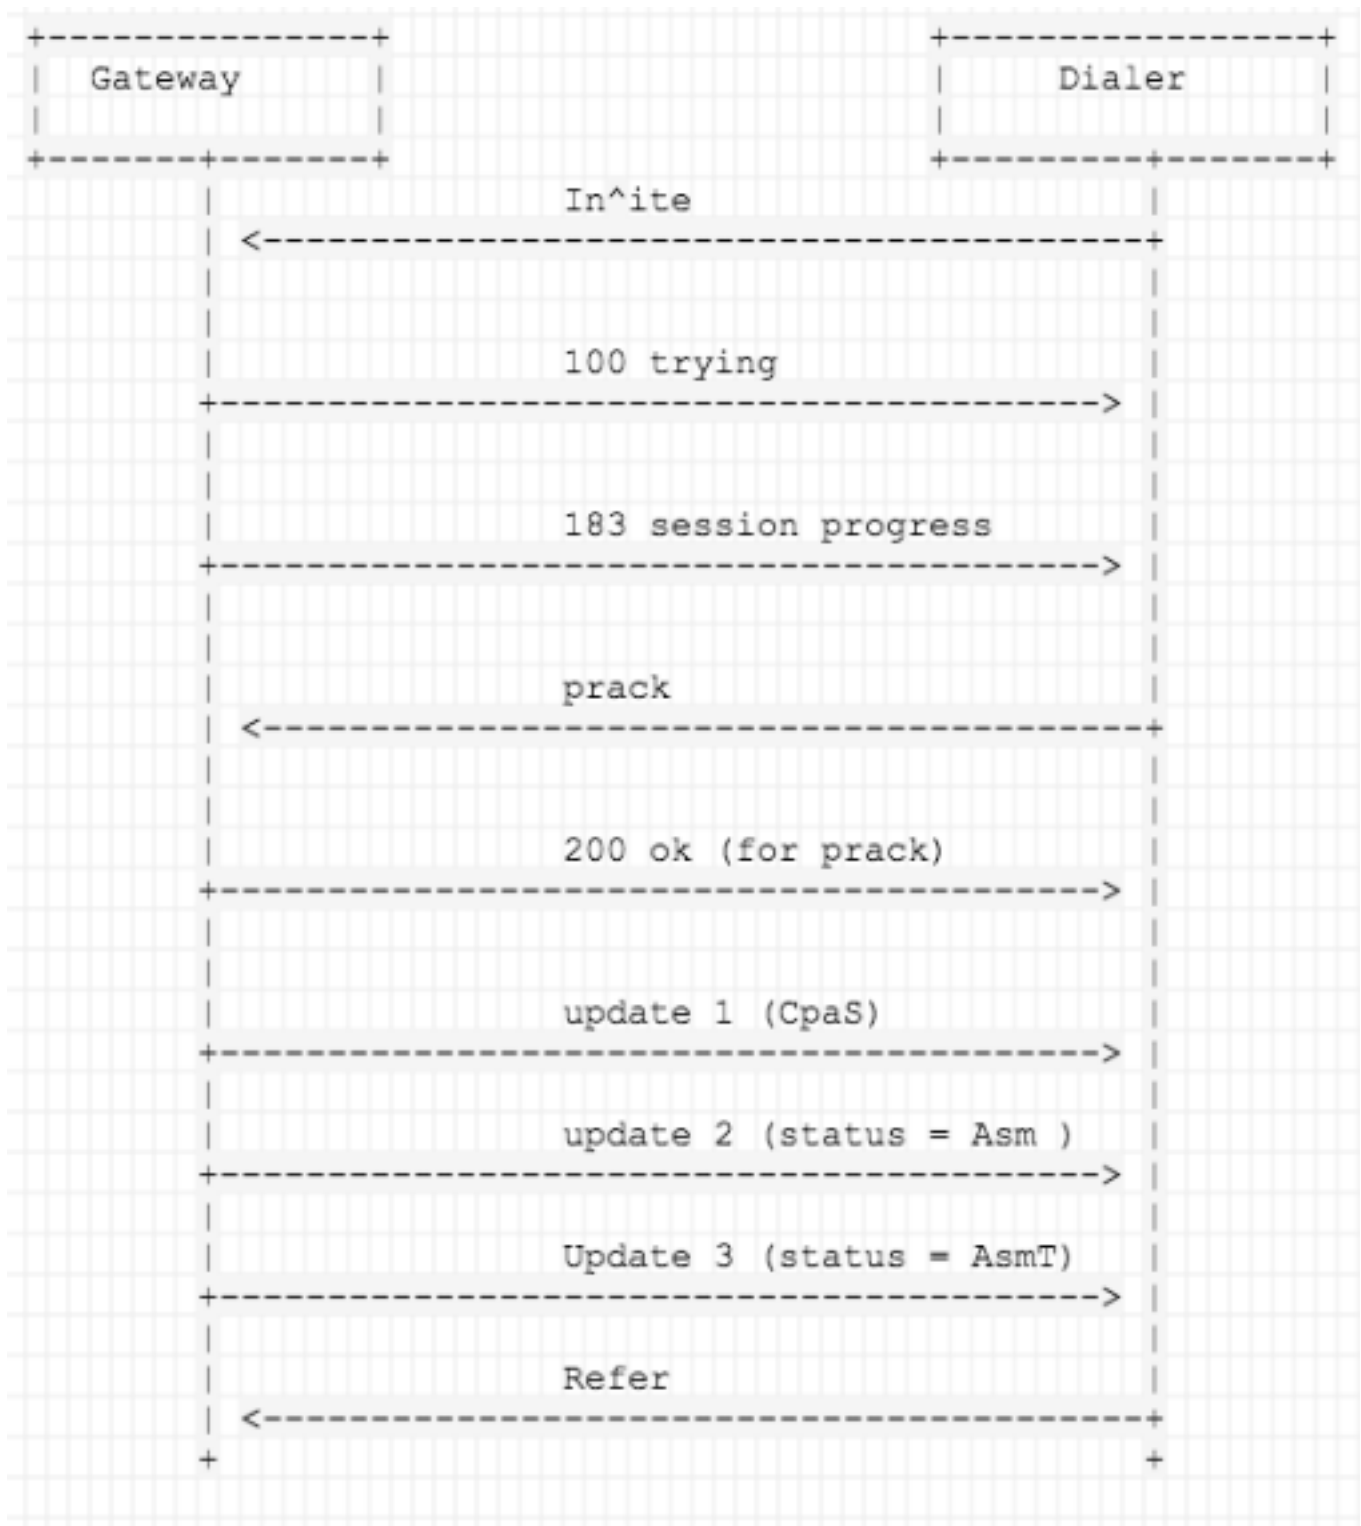 Gateway
Dialer
In^ite
100 trying
183 session progress
prack
200 ok (for prack)
update 1 (CpaS)
update 2 (status = Asm )
Update 3 (status = AsmT)
Refer